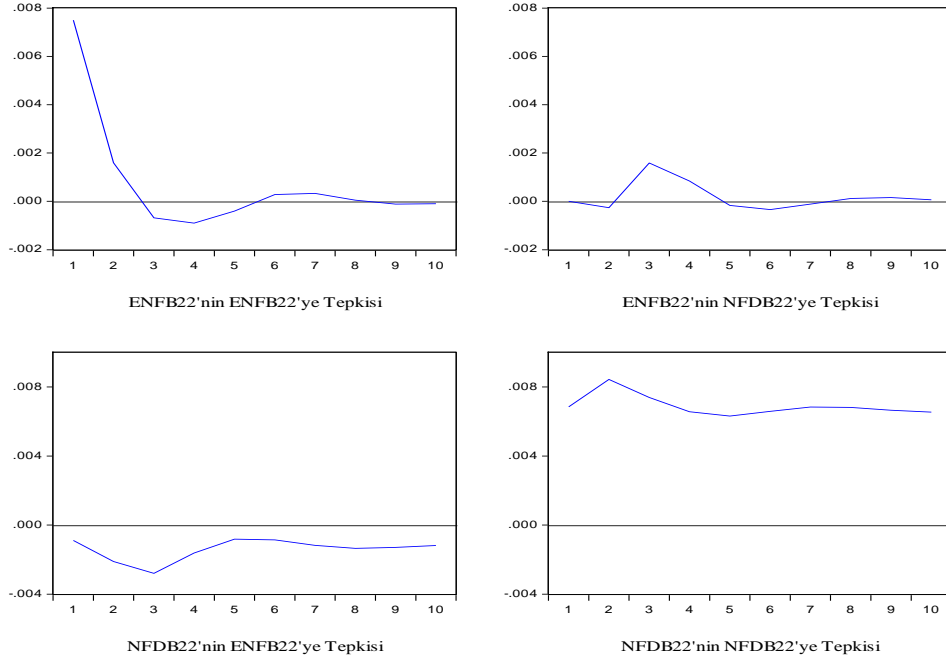 .008
.006
.004
.002
.000
-.002
1 2 3 4 5 6 7 8 9 10
ENFB22'nin ENFB22'ye Tepkisi
.008
.006
.004
.002
.000
-.002
1 2 3 4 5 6 7 8 9 10
ENFB22'nin NFDB22'ye Tepkisi
.008
.004
.000
-.004
1 2 3 4 5 6 7 8 9 10
NFDB22'nin ENFB22'ye Tepkisi
.008
.004
.000
-.004
1 2 3 4 5 6 7 8 9 10
NFDB22'nin NFDB22'ye Tepkisi